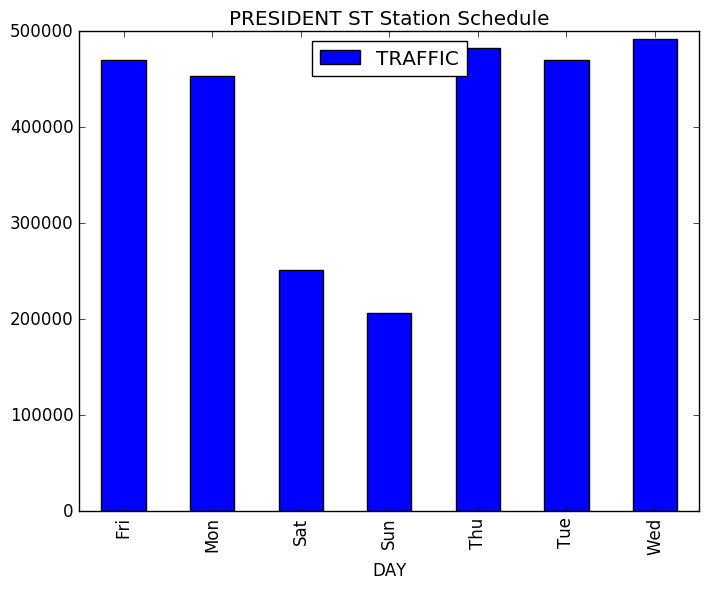 PRESIDENT ST Station Schedule
TRAFFIC
500000
400000
300000
200000
100000
0
Fri
Mon
Sat
Sun
Thu
Tue
Wed
DAY